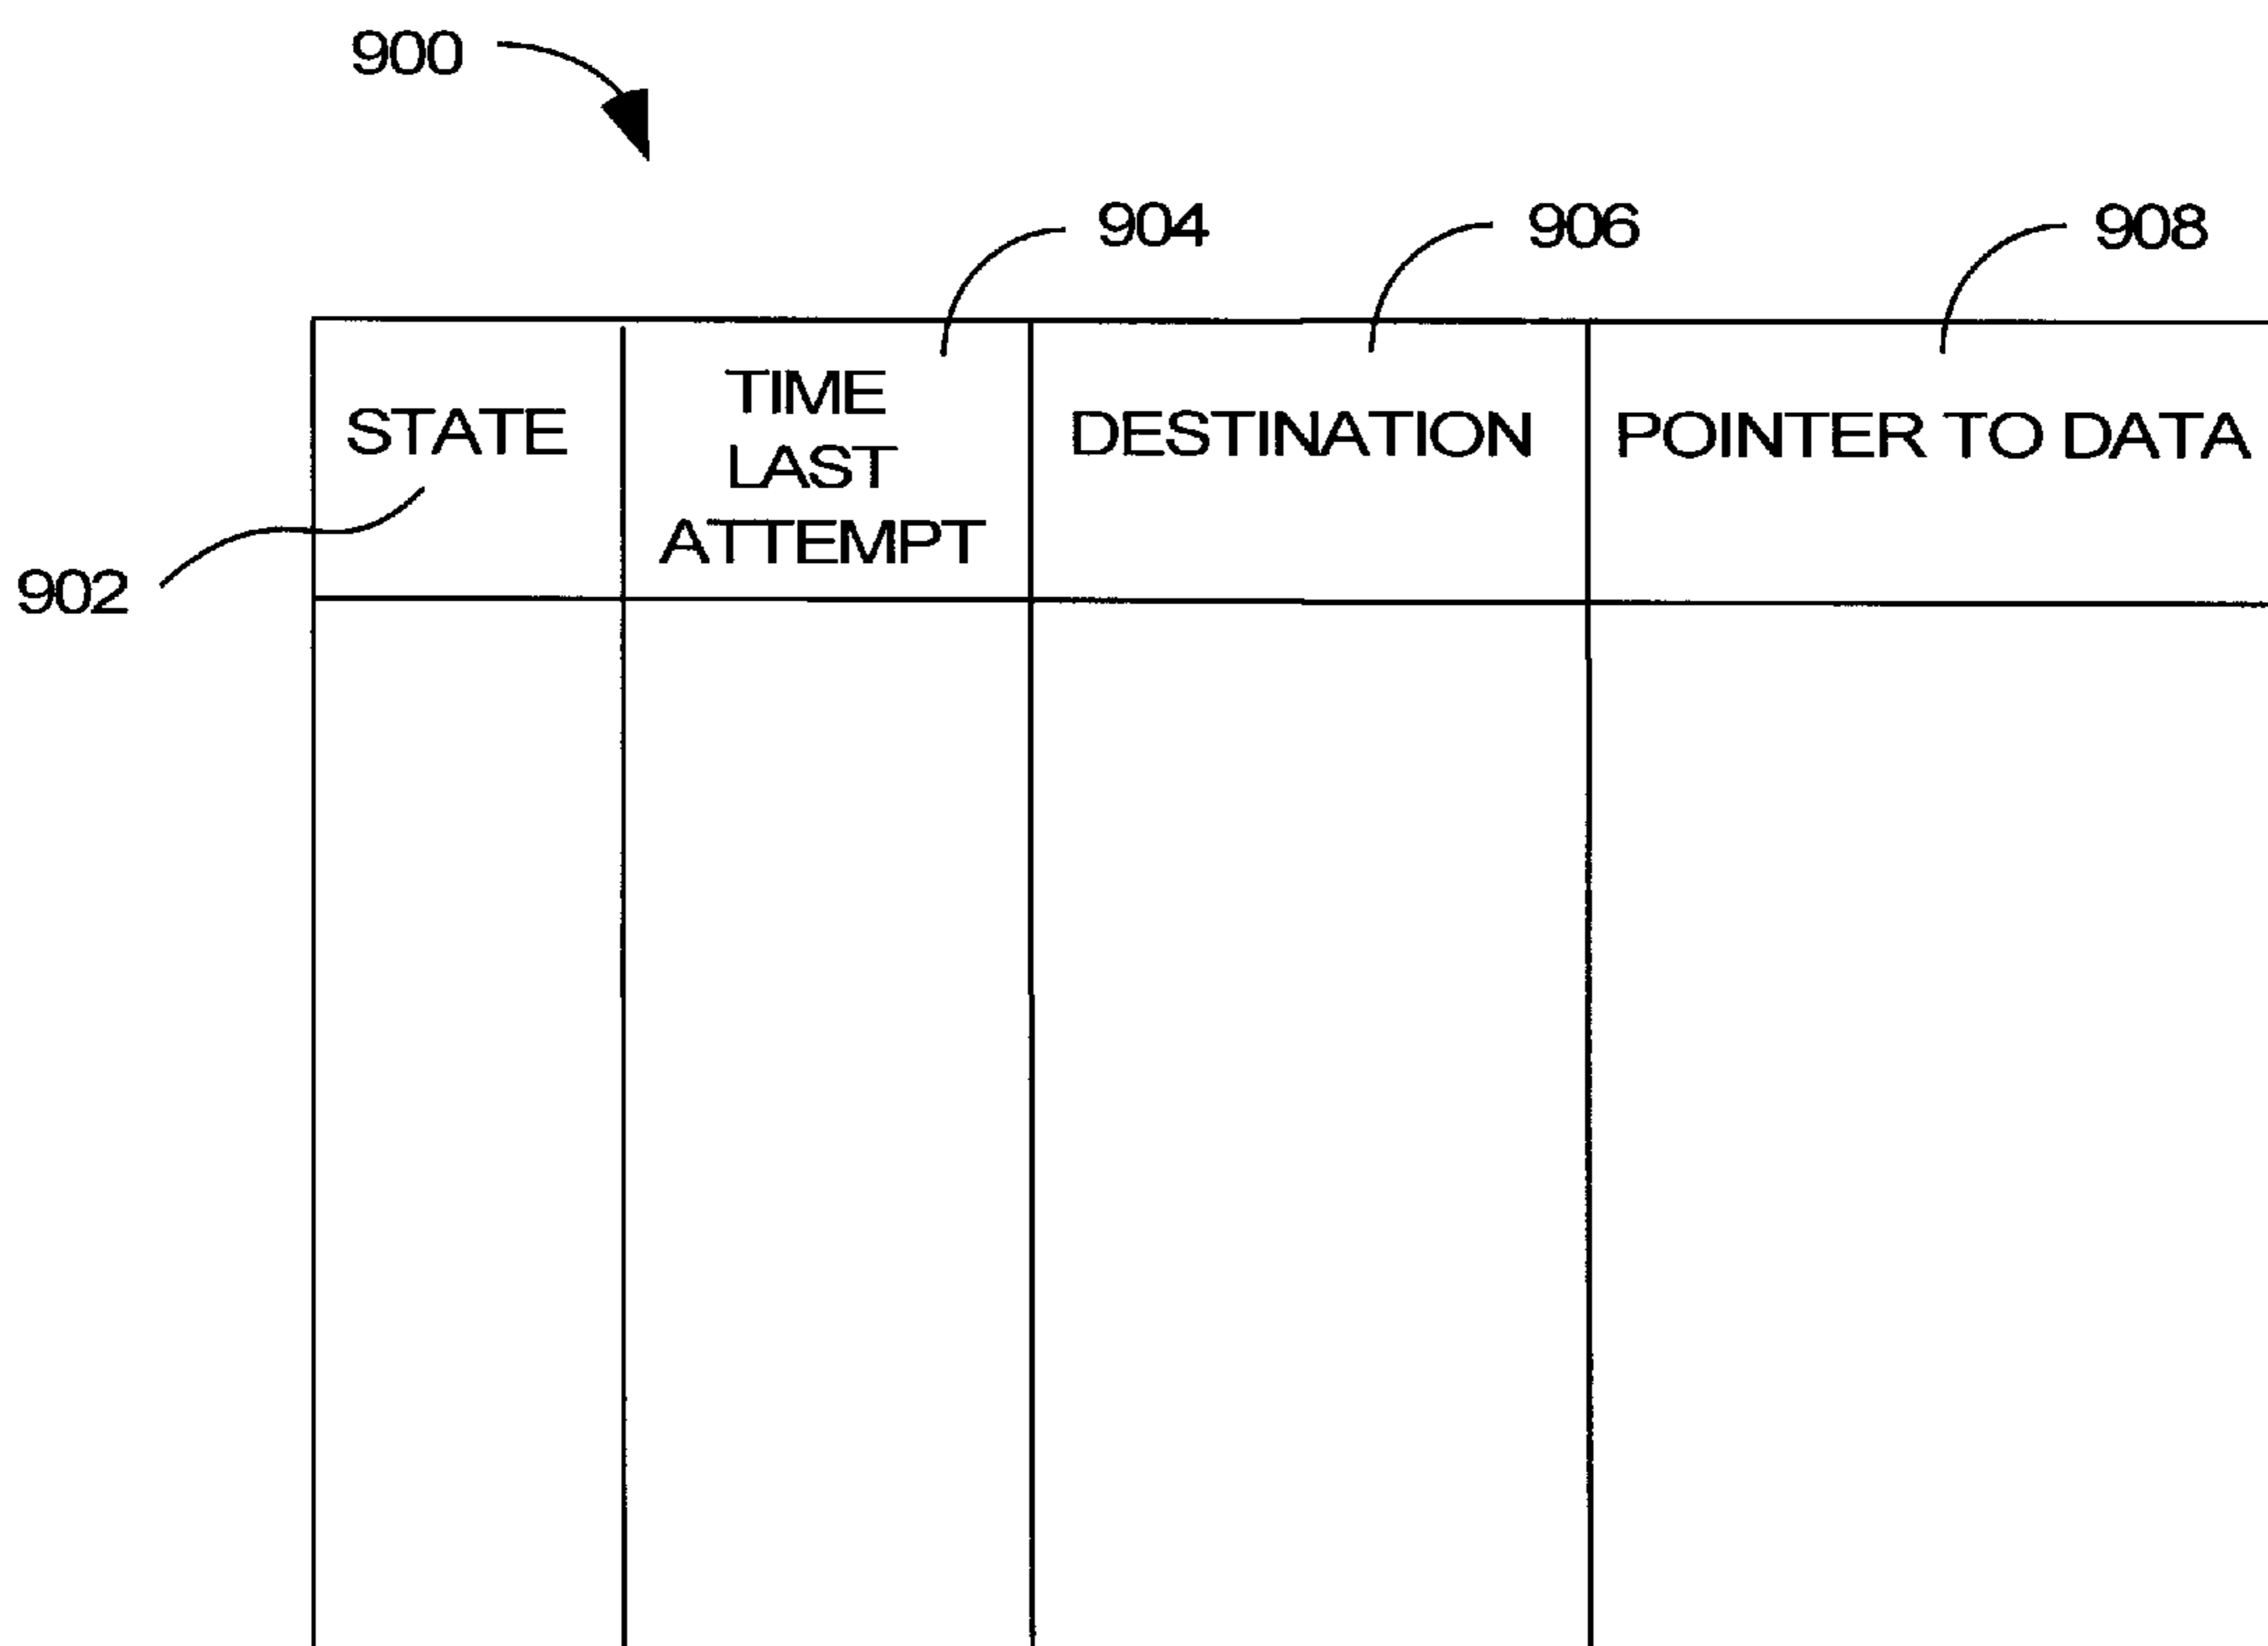 900
904
906
908
STATE
TIME
LAST
ATTEMPT
DESTINATION
POINTER TO DATA
902